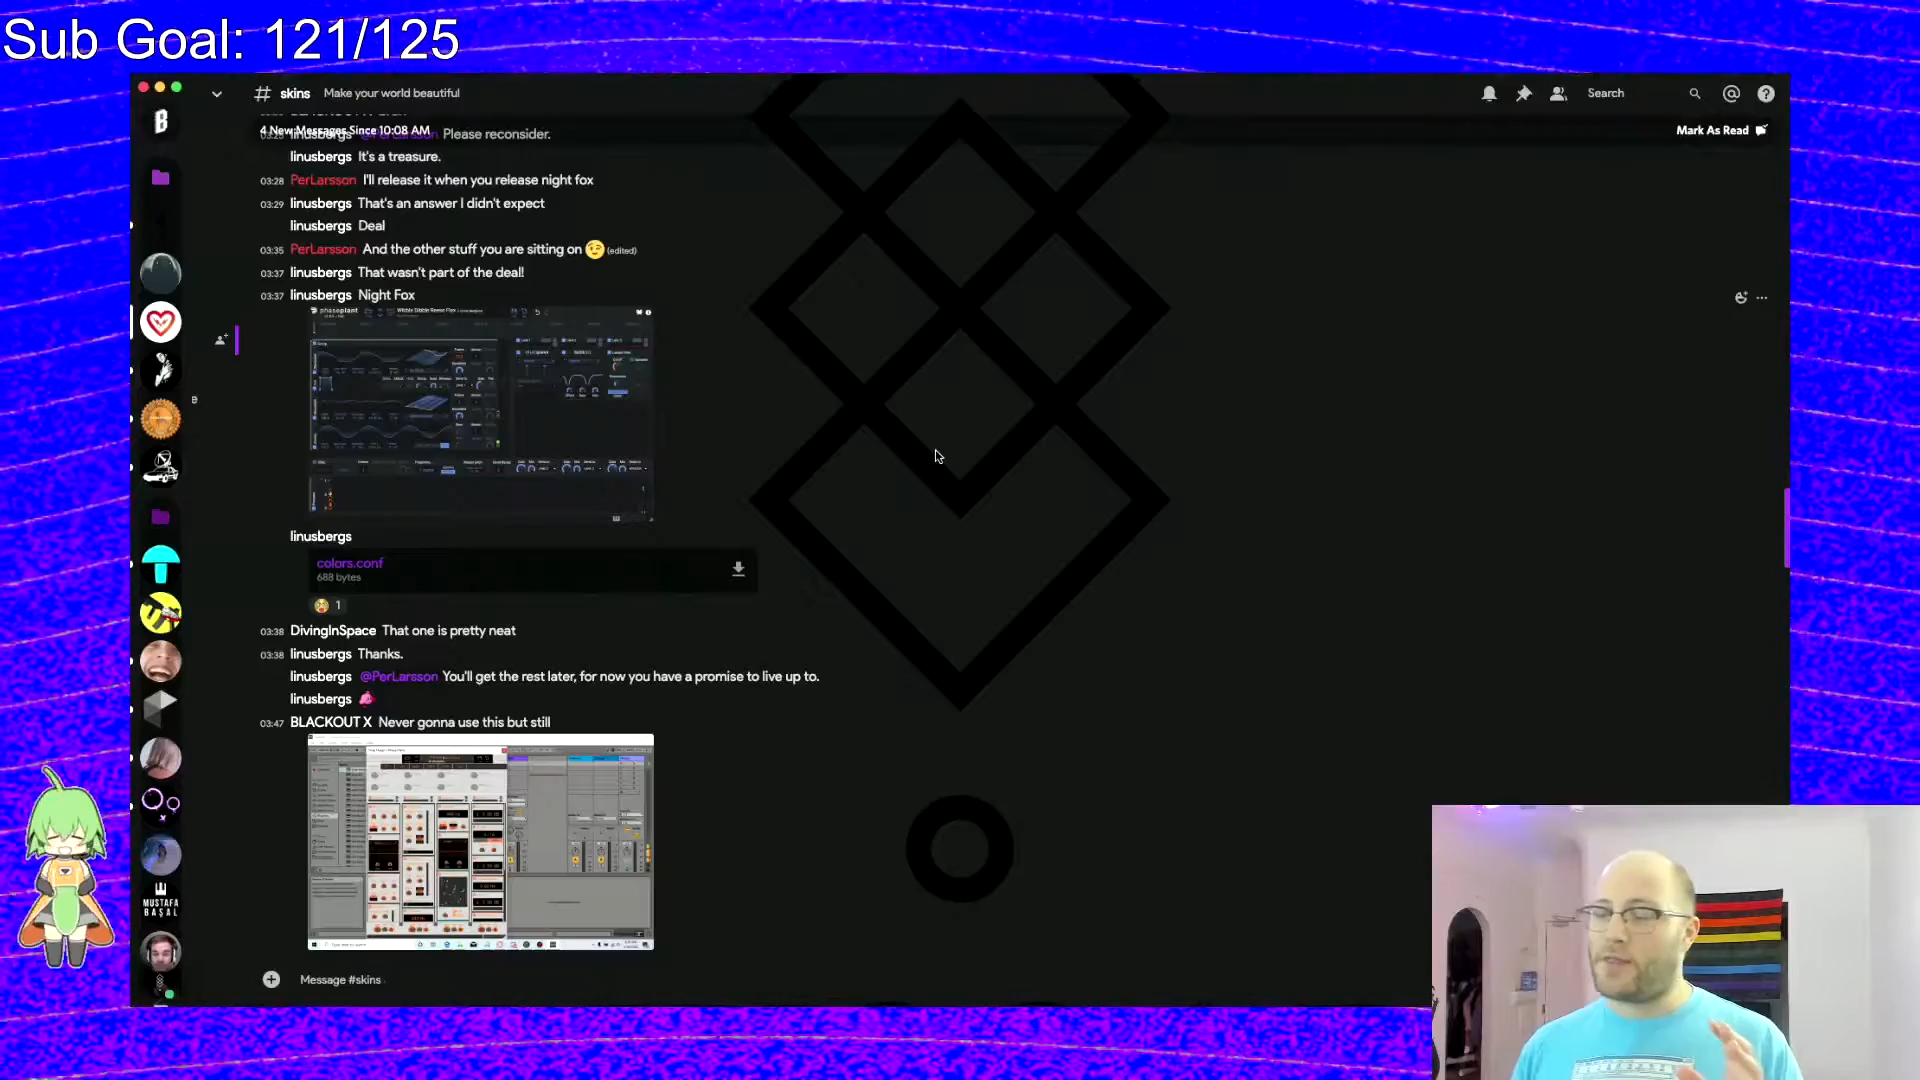 Sub Goal: 121/125
# skins Make your world beautiful
Search
4 New Messages Since 10:08 AM
Mark As Read
linusbergs @PerLarsson Please reconsider.
linusbergs It's a treasure.
03:28 PerLarsson I'll release it when you release night fox
03:29 linusbergs That's an answer I didn't expect
linusbergs Deal
03:35 PerLarsson And the other stuff you are sitting on 😉 (edited)
03:37 linusbergs That wasn't part of the deal!
03:37 linusbergs Night Fox
phaseplant
linusbergs
colors.conf
688 bytes
1
03:38 DivingInSpace That one is pretty neat
03:38 linusbergs Thanks.
linusbergs @PerLarsson You'll get the rest later, for now you have a promise to live up to.
linusbergs
03:47 BLACKOUT X Never gonna use this but still
MUSTAFA
BAŞAL
Message #skins